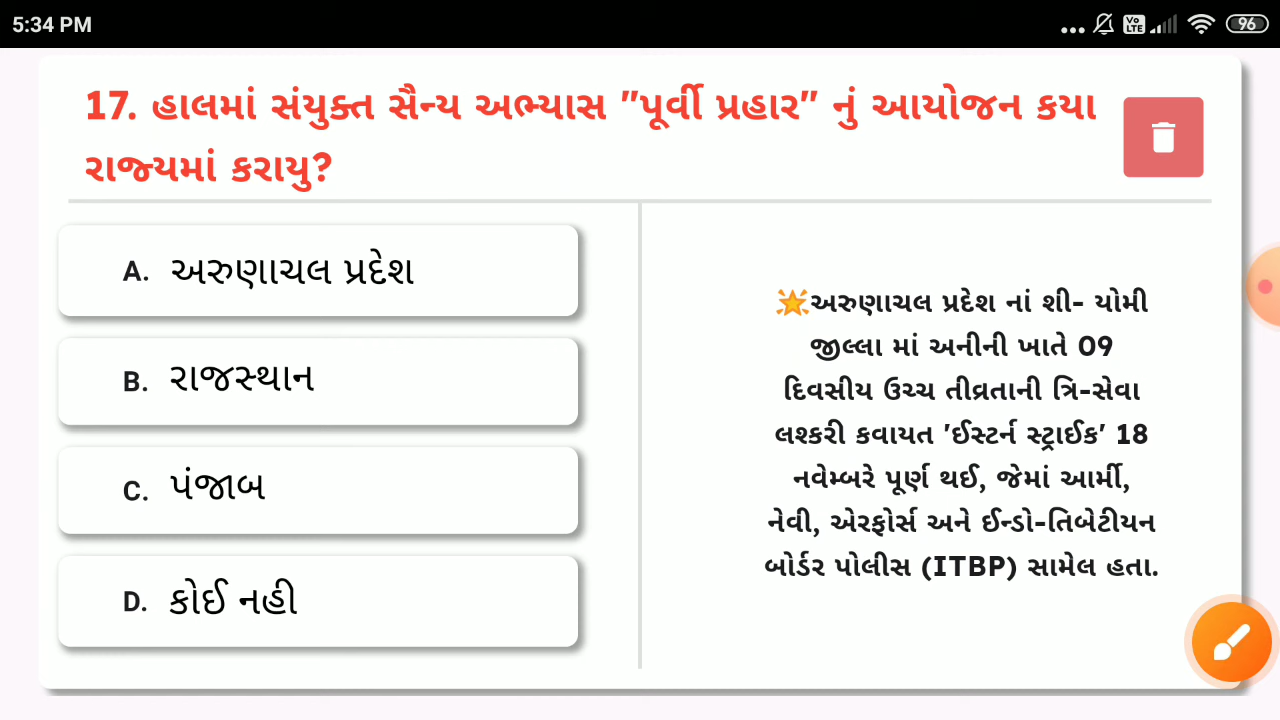 5:34 PM
Vo LTE
96
17. હાલમાં સંયુક્ત સૈન્ય અભ્યાસ "પૂર્વી પ્રહાર" નું આયોજન કયા
રાજ્યમાં કરાયુ?
A. અરુણાચલ પ્રદેશ
B. રાજસ્થાન
C. પંજાબ
D. કોઈ નહી
અરુણાચલ પ્રદેશ નાં શી- યોમી
જીલ્લા માં અનીની ખાતે 09
દિવસીય ઉચ્ચ તીવ્રતાની ત્રિ-સેવા
લશ્કરી કવાયત 'ઈસ્ટર્ન સ્ટ્રાઈક' 18
નવેમ્બરે પૂર્ણ થઈ, જેમાં આર્મી,
નેવી, એરફોર્સ અને ઈન્ડો-તિબેટીયન
બોર્ડર પોલીસ (ITBP) સામેલ હતા.